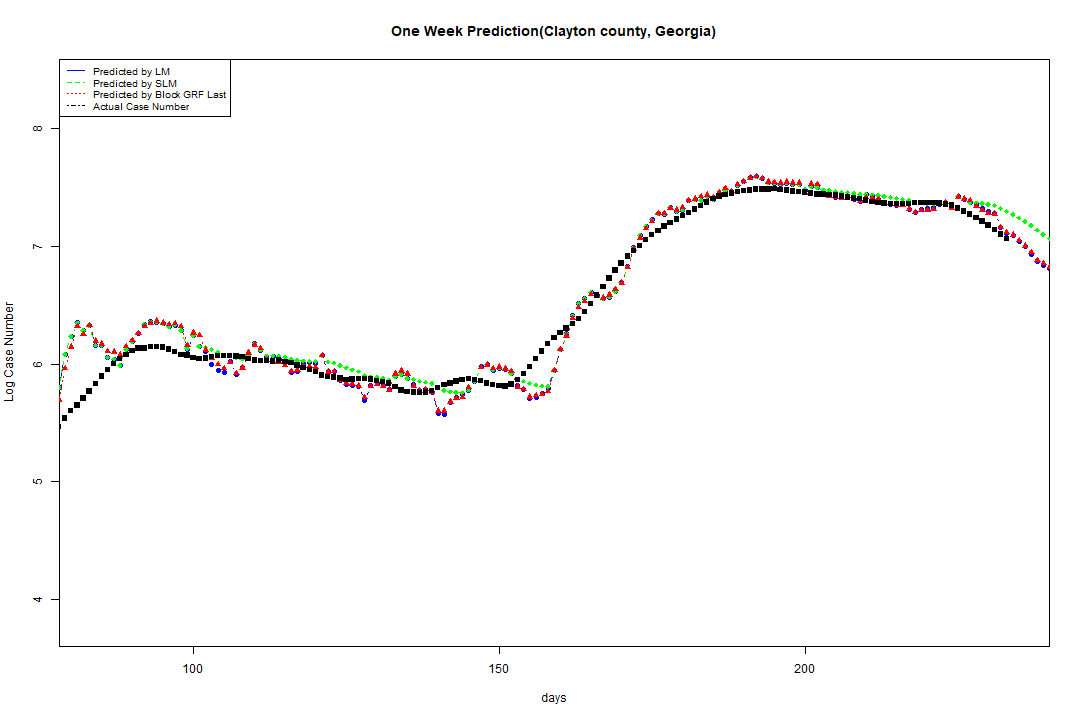 One Week Prediction(Clayton county, Georgia)
Predicted by LM
Predicted by SLM
Predicted by Block GRF Last
Actual Case Number
8
7
6
5
4
Log Case Number
100
150
200
days